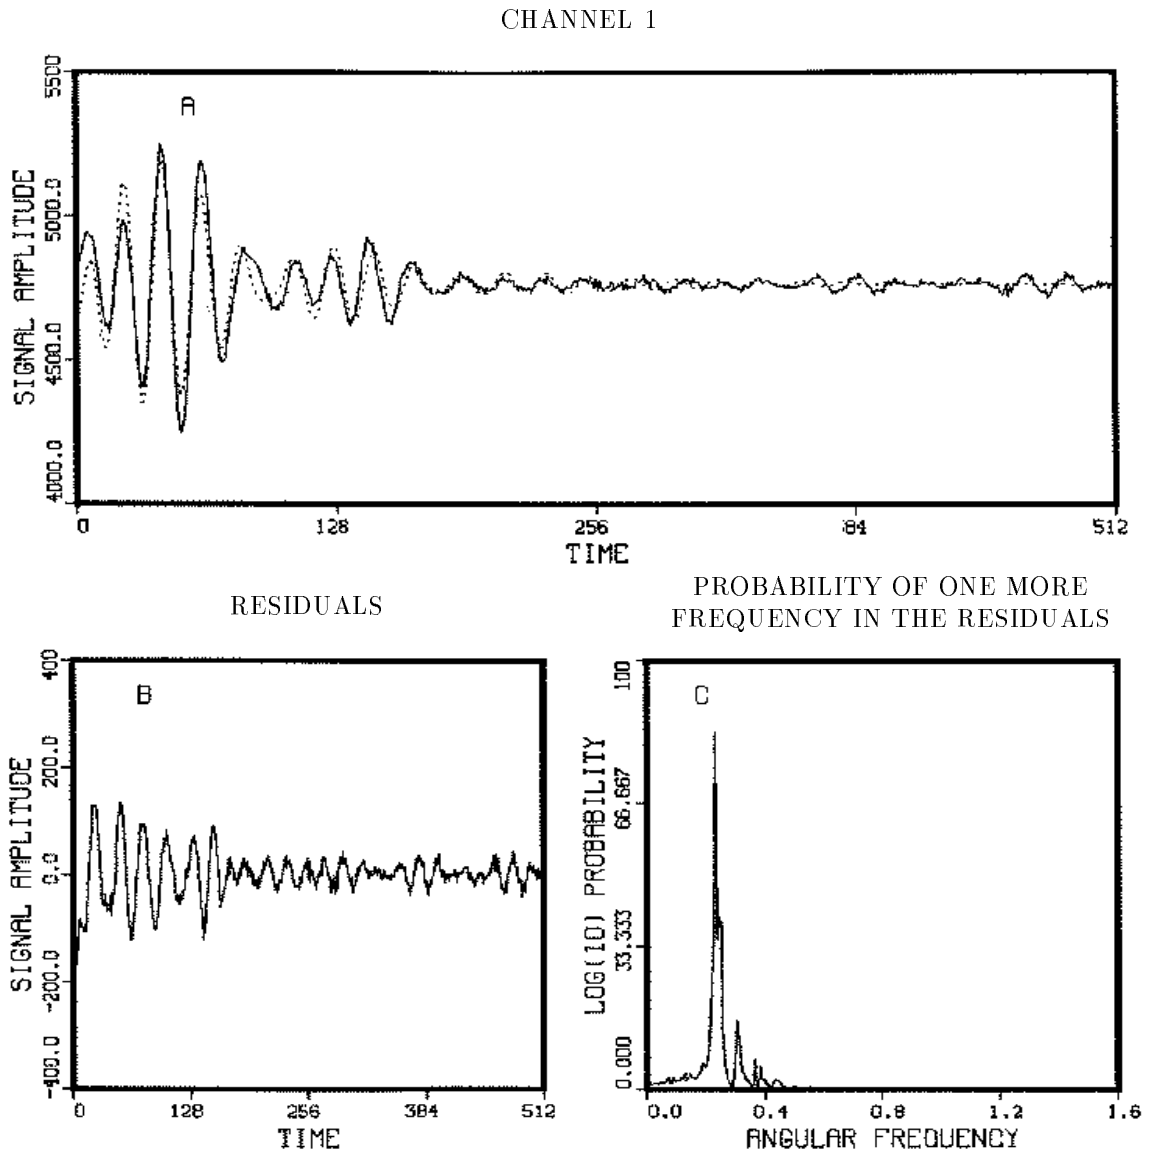 CHANNEL 1
A
SIGNAL AMPLITUDE
5500
5000.0
4500.0
4000.0
0 128 256 84 512
TIME
RESIDUALS
B
SIGNAL AMPLITUDE
400
200.0
0.0
-200.0
-400.0
0 128 256 384 512
TIME
PROBABILITY OF ONE MORE
FREQUENCY IN THE RESIDUALS
C
LOG(10) PROBABILITY
100
66.667
33.333
0.000
0.0 0.4 0.8 1.2 1.6
ANGULAR FREQUENCY